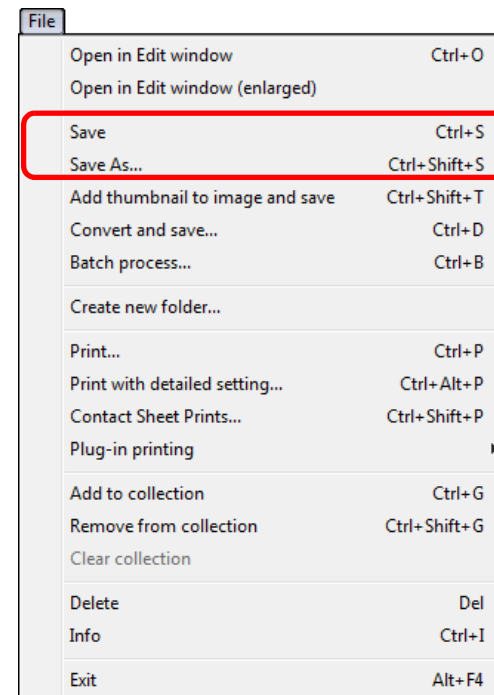 File
Open in Edit window Ctrl+O
Open in Edit window (enlarged)
Save Ctrl+S
Save As... Ctrl+Shift+S
Add thumbnail to image and save Ctrl+Shift+T
Convert and save... Ctrl+D
Batch process... Ctrl+B
Create new folder...
Print... Ctrl+P
Print with detailed setting... Ctrl+Alt+P
Contact Sheet Prints... Ctrl+Shift+P
Plug-in printing
Add to collection Ctrl+G
Remove from collection Ctrl+Shift+G
Clear collection
Delete Del
Info Ctrl+I
Exit Alt+F4